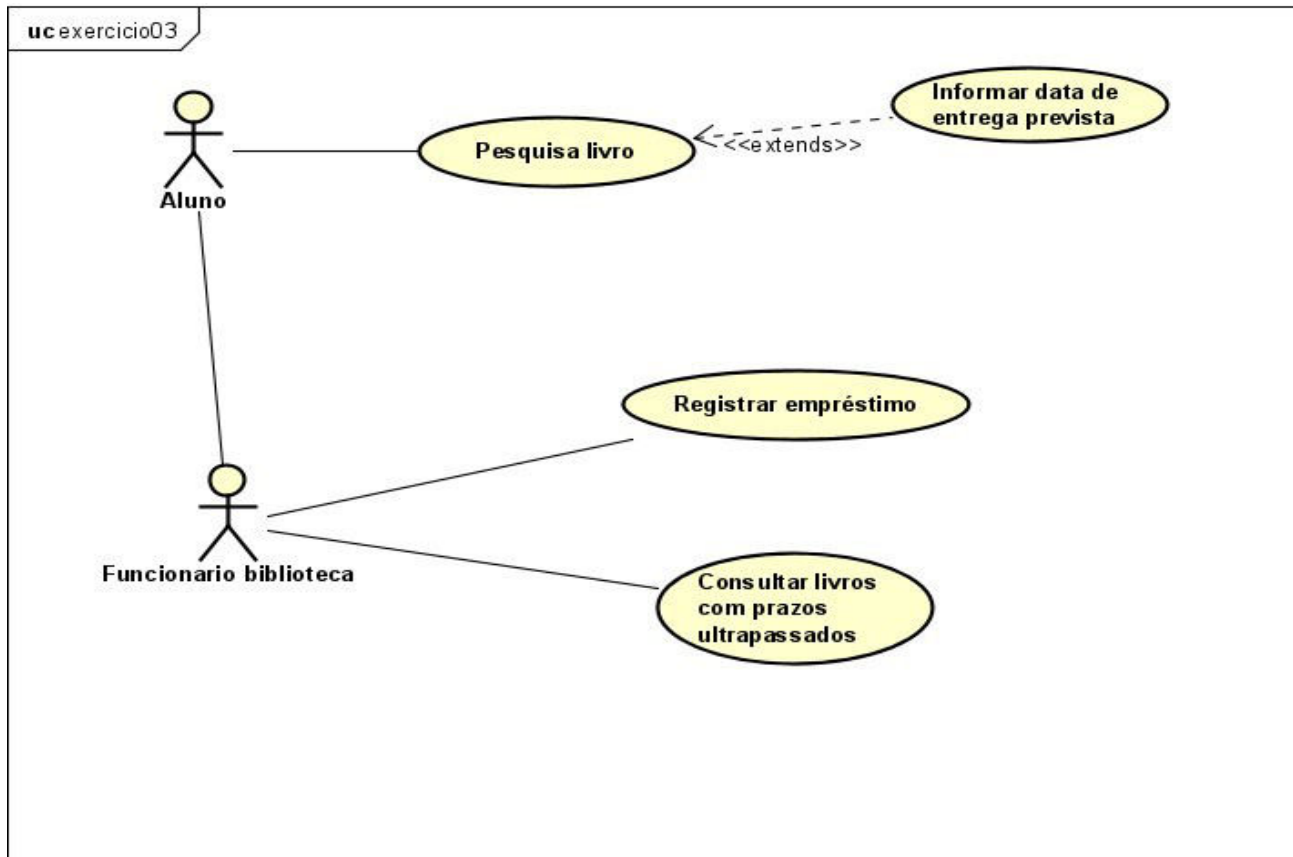 uc exercicio03
Informar data de
entrega prevista
Pesquisa livro
<<extends>>
Aluno
Registrar empréstimo
Funcionario biblioteca
Consultar livros
com prazos
ultrapassados